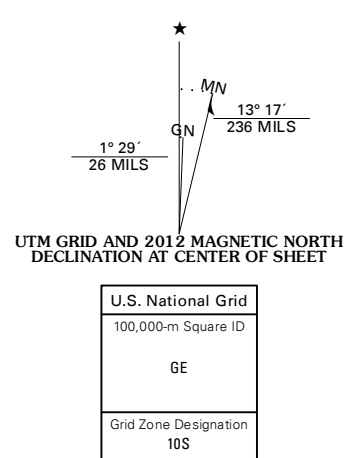 ★
MN
GN
13° 17´
236 MILS
1° 29´
26 MILS
UTM GRID AND 2012 MAGNETIC NORTH
DECLINATION AT CENTER OF SHEET
U.S. National Grid
100,000-m Square ID
GE
Grid Zone Designation
10S